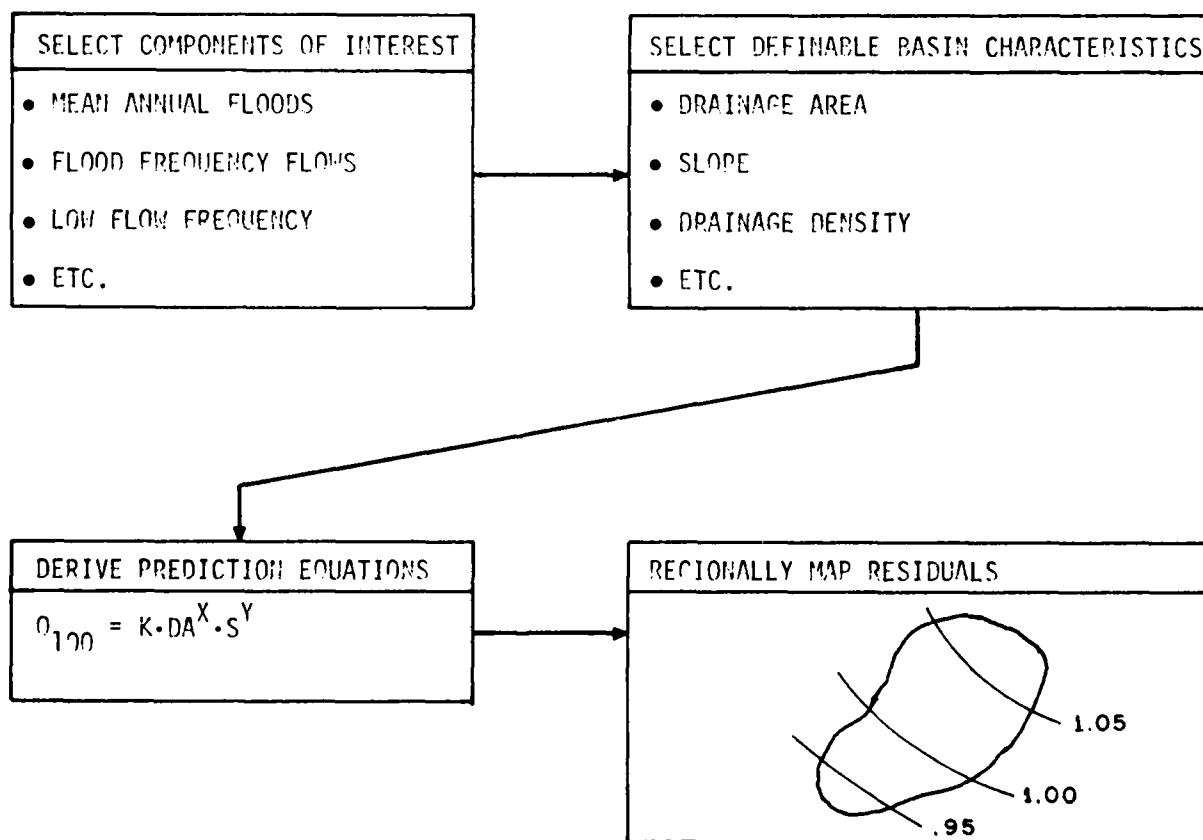 SELECT COMPONENTS OF INTEREST
• MEAN ANNUAL FLOODS
• FLOOD FREQUENCY FLOWS
• LOW FLOW FREQUENCY
• ETC.
SELECT DEFINABLE BASIN CHARACTERISTICS
• DRAINAGE AREA
• SLOPE
• DRAINAGE DENSITY
• ETC.
DERIVE PREDICTION EQUATIONS
Q₁₀₀ = K·DA^X·S^Y
REGIONALLY MAP RESIDUALS
1.05
1.00
.95